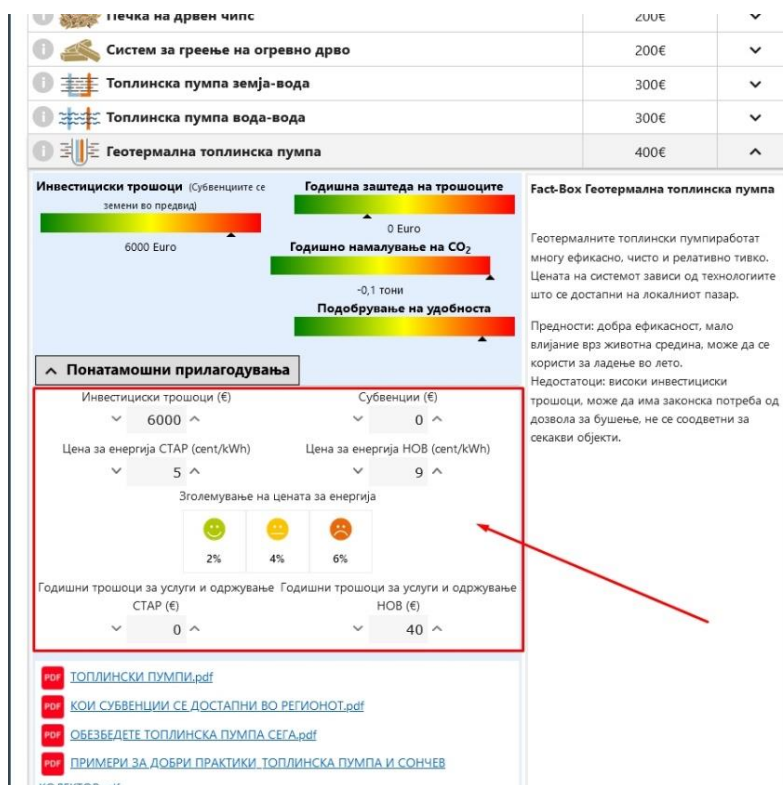 Печка на дрвен чипс 200€
Систем за греење на огревно дрво 200€
Топлинска пумпа земја-вода 300€
Топлинска пумпа вода-вода 300€
Геотермална топлинска пумпа 400€
Инвестициски трошоци (Субвенциите се
земени во предвид)
6000 Euro
Годишна заштеда на трошоците
0 Euro
Годишно намалување на CO2
-0,1 тони
Подобрување на удобноста
Fact-Box Геотермална топлинска пумпа
Геотермалните топлински пумпиработат
многу ефикасно, чисто и релативно тивко.
Цената на системот зависи од технологиите
што се достапни на локалниот пазар.
Предности: добра ефикасност, мало
влијание врз животна средина, може да се
користи за ладење во лето.
Недостатоци: високи инвестициски
трошоци, може да има законска потреба од
дозвола за бушење, не се соодветни за
секакви објекти.
Понатамошни прилагодувања
Инвестициски трошоци (€) Субвенции (€)
6000 0
Цена за енергија СТАР (cent/kWh) Цена за енергија НОВ (cent/kWh)
5 9
Зголемување на цената за енергија
2% 4% 6%
Годишни трошоци за услуги и одржување Годишни трошоци за услуги и одржување
СТАР (€) НОВ (€)
0 40
PDF ТОПЛИНСКИ ПУМПИ.pdf
PDF КОИ СУБВЕНЦИИ СЕ ДОСТАПНИ ВО РЕГИОНОТ.pdf
PDF ОБЕЗБЕДЕТЕ ТОПЛИНСКА ПУМПА СЕГА.pdf
PDF ПРИМЕРИ ЗА ДОБРИ ПРАКТИКИ_ТОПЛИНСКА ПУМПА И СОНЧЕВ